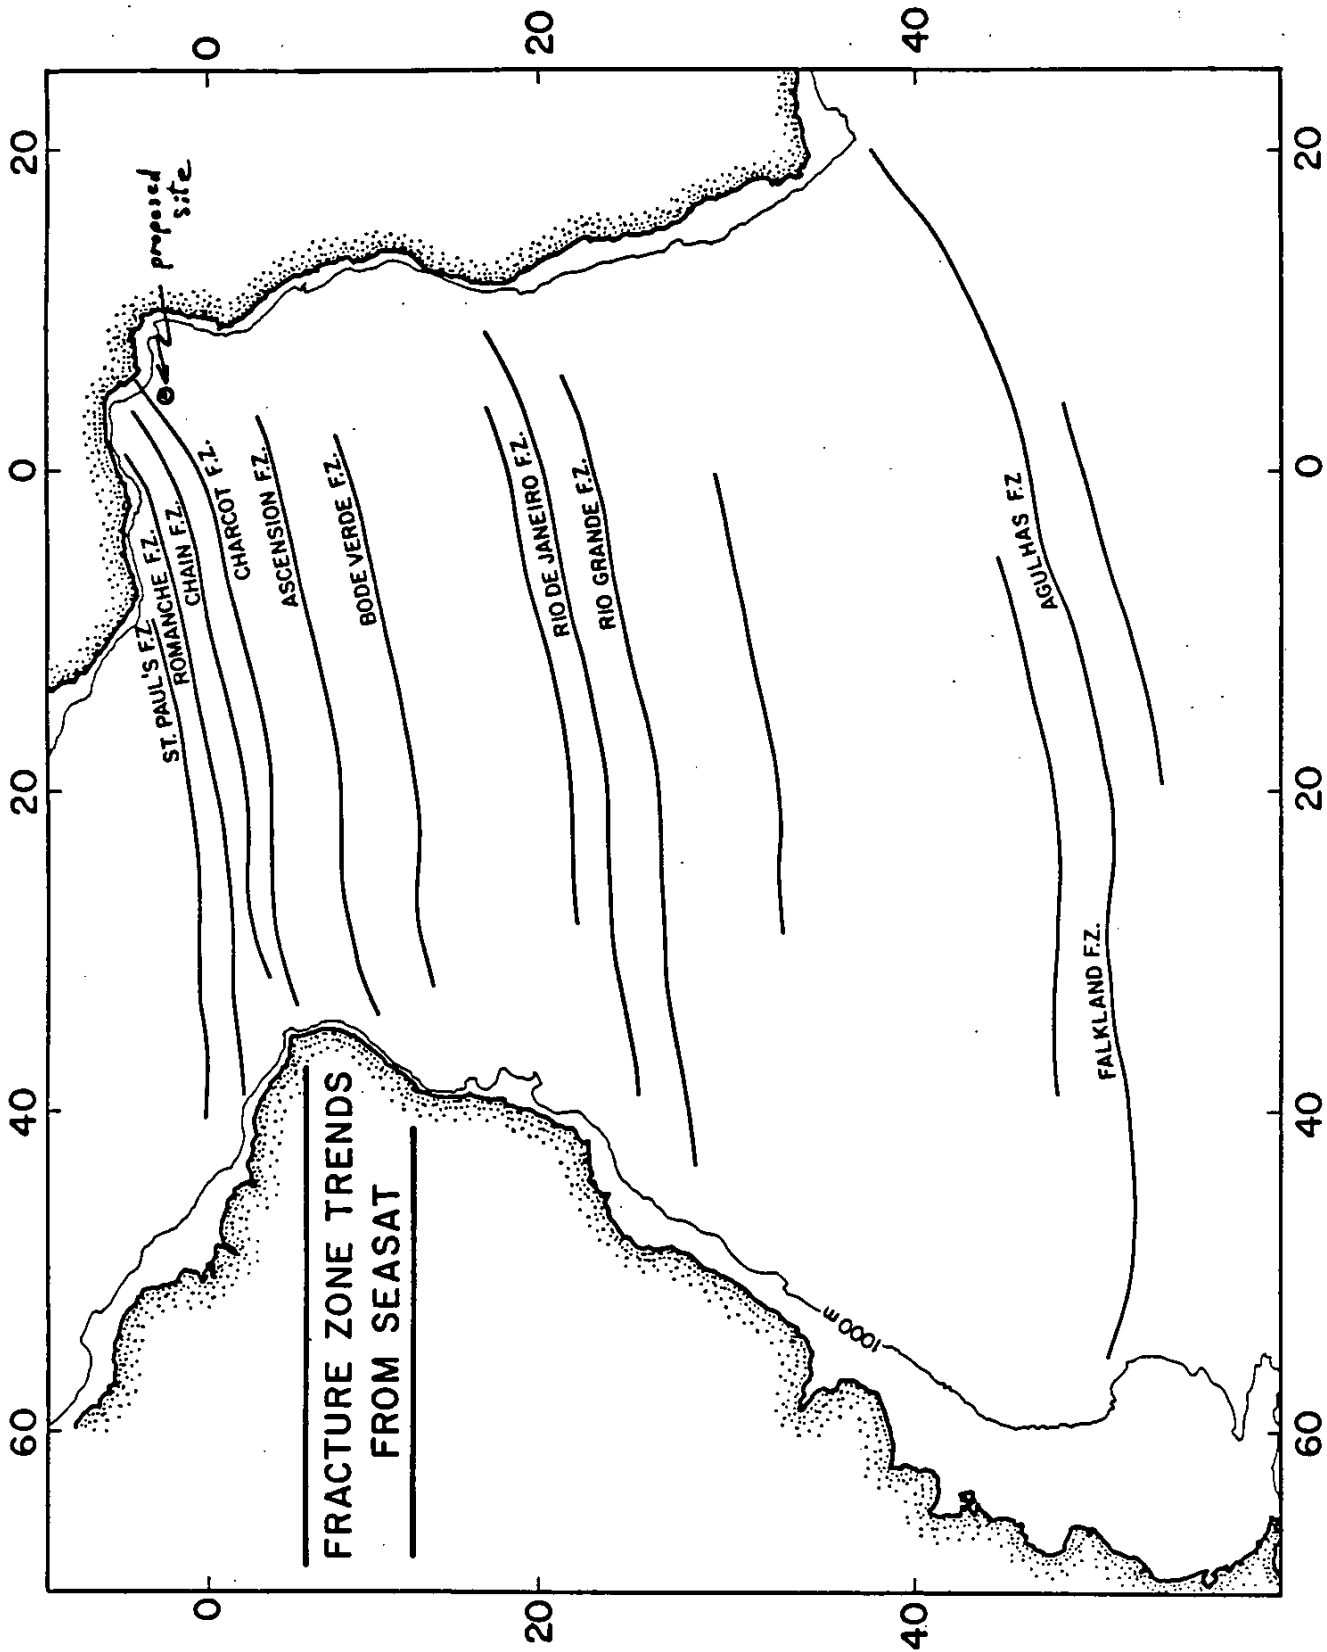 FRACTURE ZONE TRENDS
FROM SEASAT
60
40
20
0
20
0
20
40
60
40
20
0
20
0
20
40
proposed
site
ST. PAUL'S F.Z.
ROMANCHE F.Z.
CHAIN F.Z.
CHARCOT F.Z.
ASCENSION F.Z.
BODE VERDE F.Z.
RIO DE JANEIRO F.Z.
RIO GRANDE F.Z.
AGULHAS F.Z
FALKLAND F.Z.
1000 m